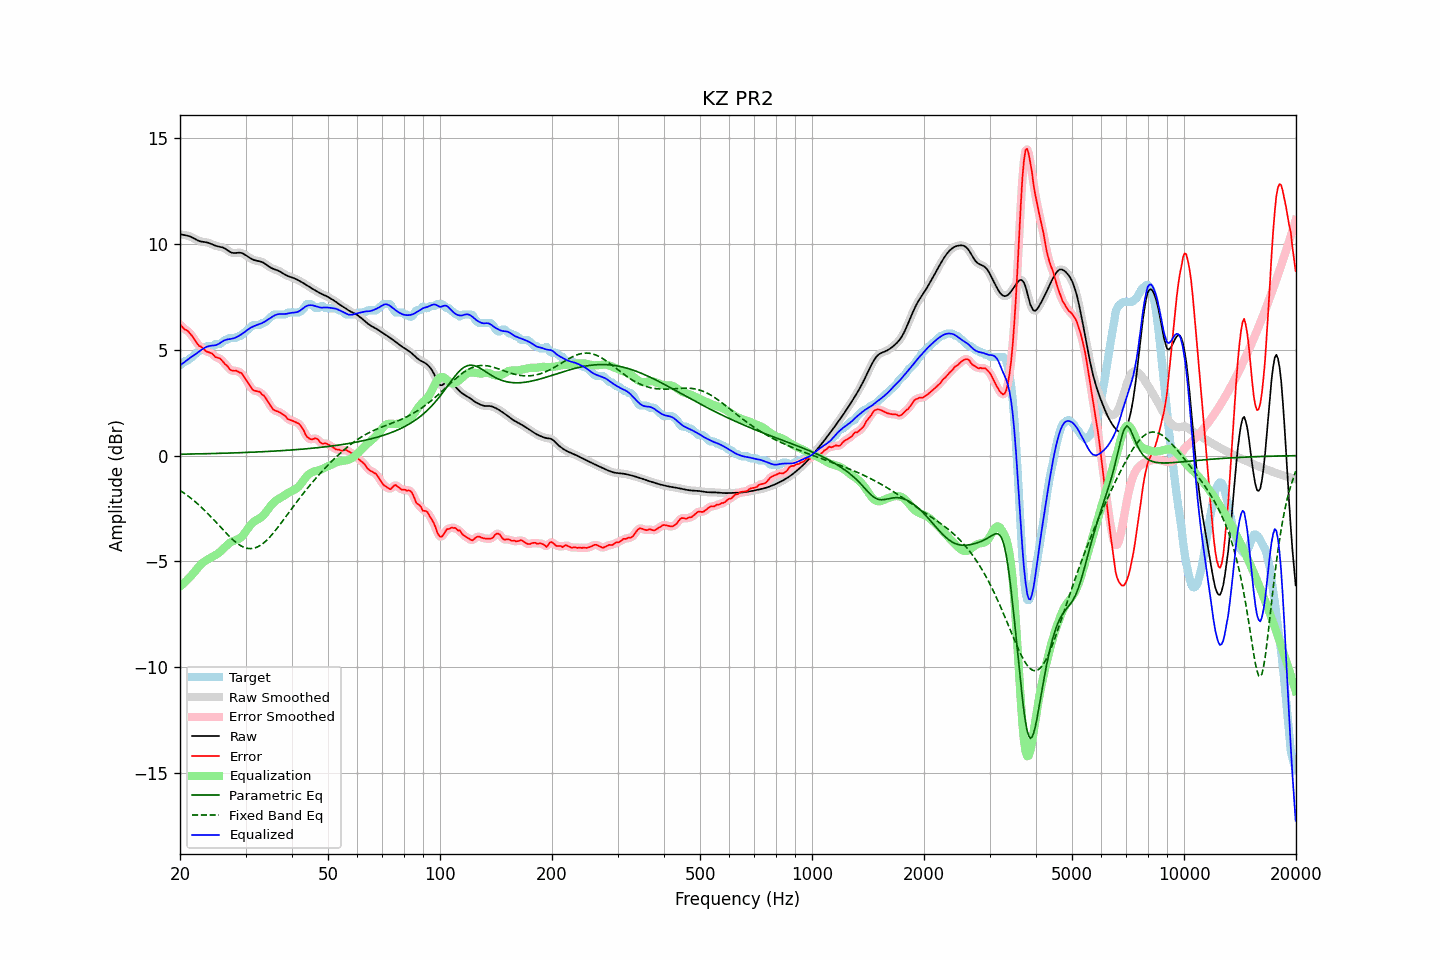 KZ PR2
Amplitude (dBr)
15
10
5
0
−5
−10
−15
Target
Raw Smoothed
Error Smoothed
Raw
Error
Equalization
Parametric Eq
Fixed Band Eq
Equalized
20
50
100
200
500
1000
2000
5000
10000
20000
Frequency (Hz)